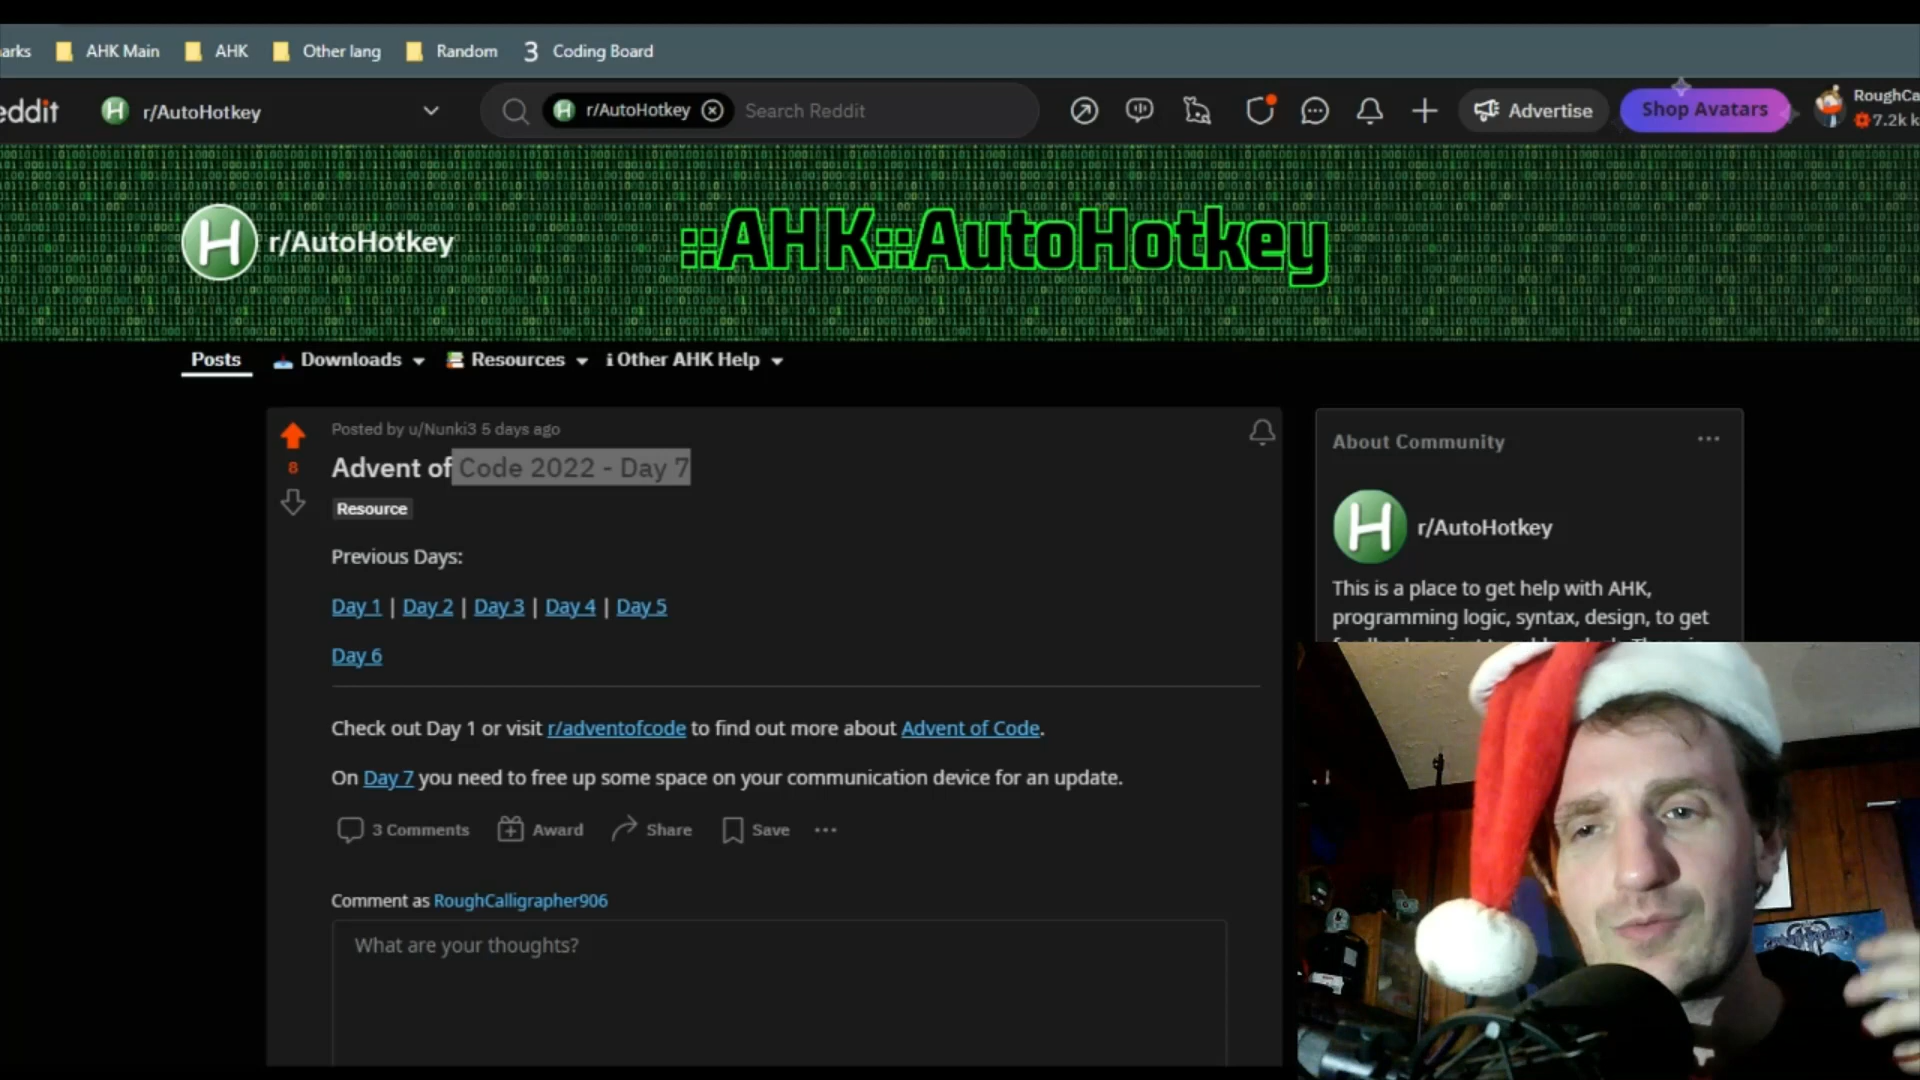 arks AHK Main AHK Other lang Random 3 Coding Board
eddit r/AutoHotkey r/AutoHotkey Search Reddit Advertise Shop Avatars RoughCa
7.2k k
r/AutoHotkey ::AHK::AutoHotkey
Posts Downloads Resources Other AHK Help
Posted by u/Nunki3 5 days ago
8
Advent of Code 2022 - Day 7
Resource
Previous Days:
Day 1 | Day 2 | Day 3 | Day 4 | Day 5
Day 6
Check out Day 1 or visit r/adventofcode to find out more about Advent of Code.
On Day 7 you need to free up some space on your communication device for an update.
3 Comments Award Share Save
Comment as RoughCalligrapher906
What are your thoughts?
About Community
r/AutoHotkey
This is a place to get help with AHK,
programming logic, syntax, design, to get